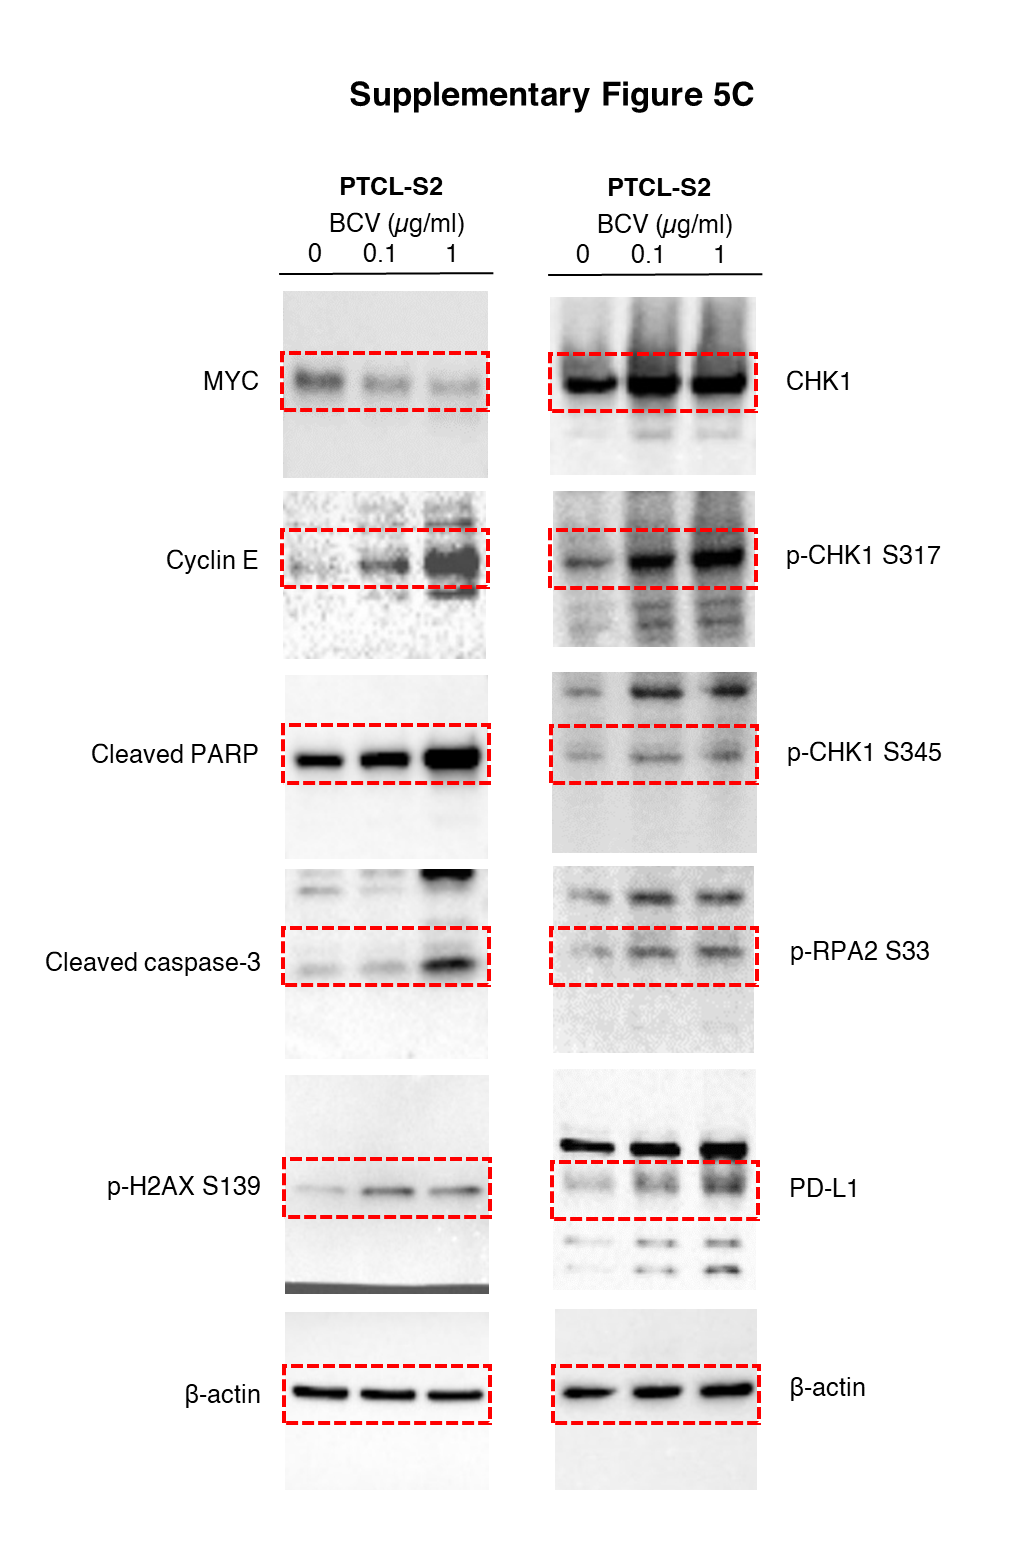 Supplementary Figure 5C
PTCL-S2
BCV (µg/ml)
0 0.1 1
MYC
Cyclin E
Cleaved PARP
Cleaved caspase-3
p-H2AX S139
β-actin
PTCL-S2
BCV (µg/ml)
0 0.1 1
CHK1
p-CHK1 S317
p-CHK1 S345
p-RPA2 S33
PD-L1
β-actin